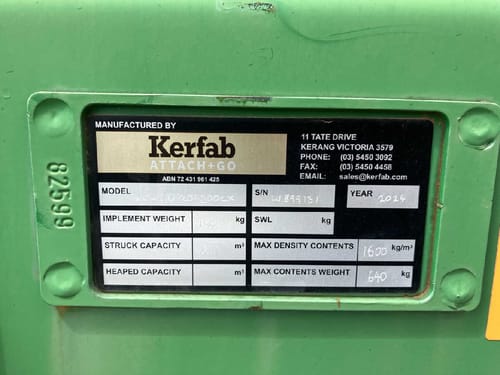 82599
MANUFACTURED BY
Kerfab
ATTACH+GO
ABN 72 431 961 425
11 TATE DRIVE
KERANG VICTORIA 3579
PHONE: (03) 5450 3092
FAX: (03) 5450 4458
EMAIL: sales@kerfab.com
MODEL S/N YEAR 2024
IMPLEMENT WEIGHT kg SWL kg
STRUCK CAPACITY m³ MAX DENSITY CONTENTS 1600 kg/m³
HEAPED CAPACITY m³ MAX CONTENTS WEIGHT 640 kg